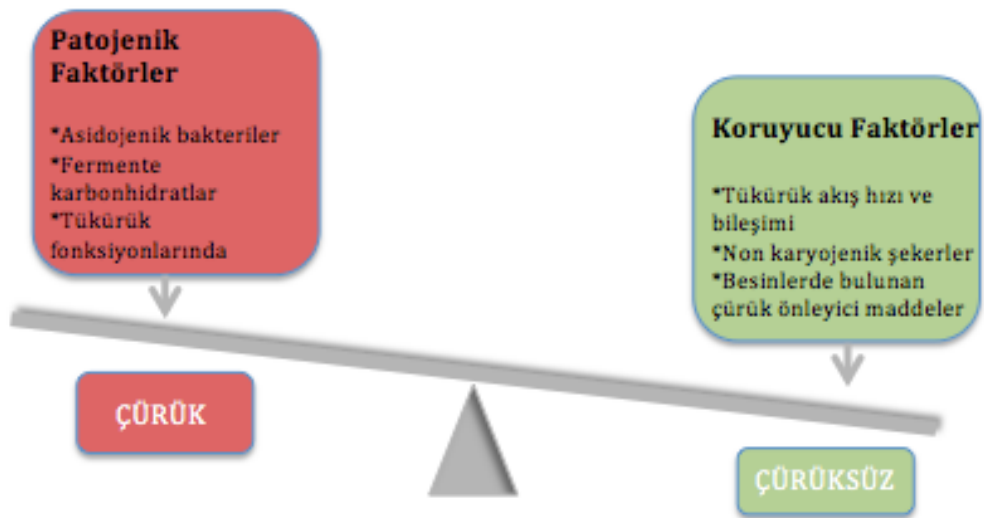 Patojenik
Faktörler
*Asidojenik bakteriler
*Fermente
karbonhidratlar
*Tükürük
fonksiyonlarında
Koruyucu Faktörler
*Tükürük akış hızı ve
bileşimi
*Non karyojenik şekerler
*Besinlerde bulunan
çürük önleyici maddeler
ÇÜRÜK
ÇÜRÜKSÜZ